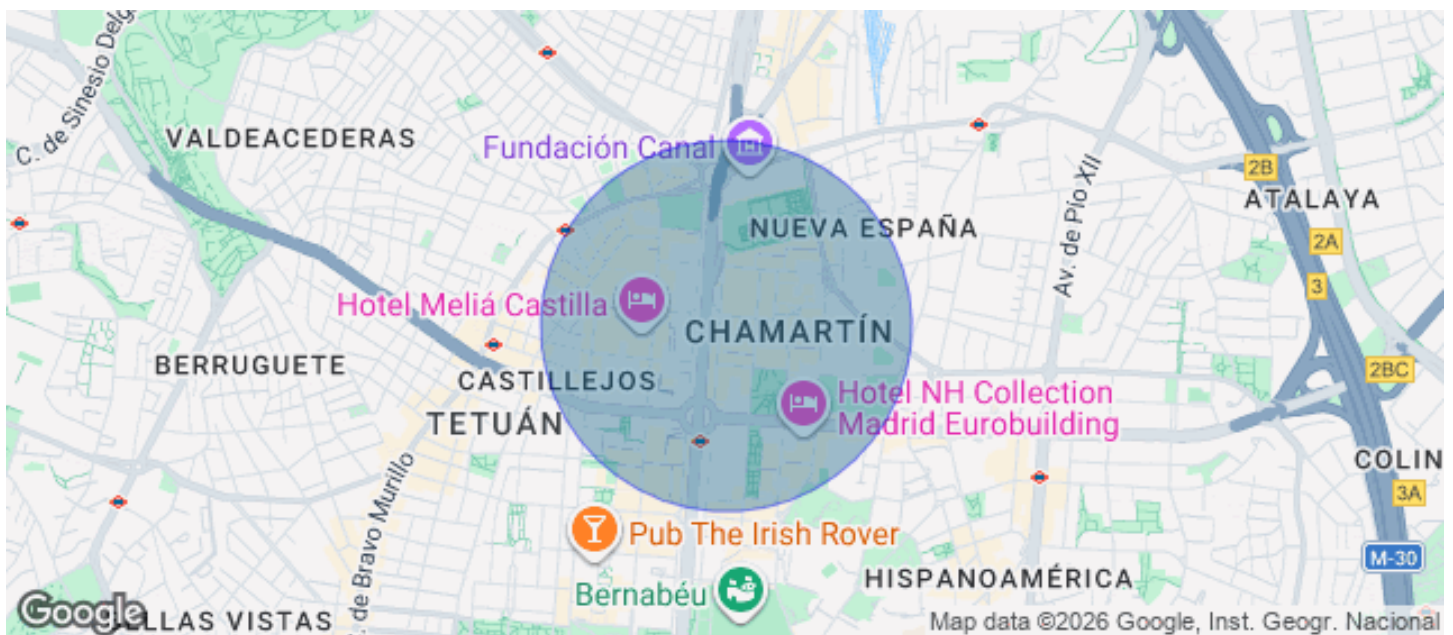 C. de Sinesio Delg
VALDEACEDERAS
Fundación Canal
Av. de Pío XII
2B
ATALAYA
NUEVA ESPAÑA
2A
3
Hotel Meliá Castilla
CHAMARTÍN
BERRUGUETE
CASTILLEJOS
2BC
Hotel NH Collection
Madrid Eurobuilding
TETUÁN
COLIN
3A
. de Bravo Murillo
Pub The Irish Rover
M-30
Bernabéu
HISPANOAMÉRICA
Google
ELLAS VISTAS
Map data ©2026 Google, Inst. Geogr. Nacional